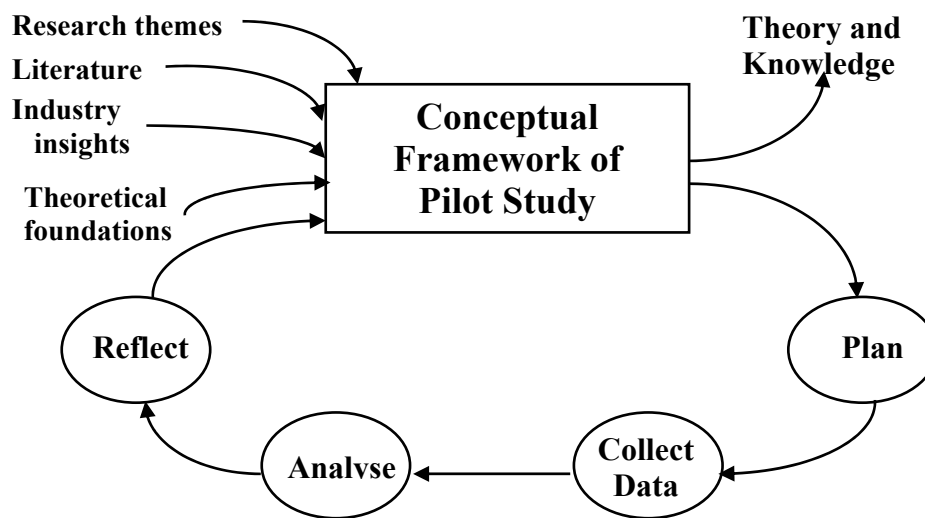 Research themes
Literature
Industry
insights
Theoretical
foundations
Conceptual
Framework of
Pilot Study
Theory and
Knowledge
Reflect
Plan
Analvse
Collect
Data